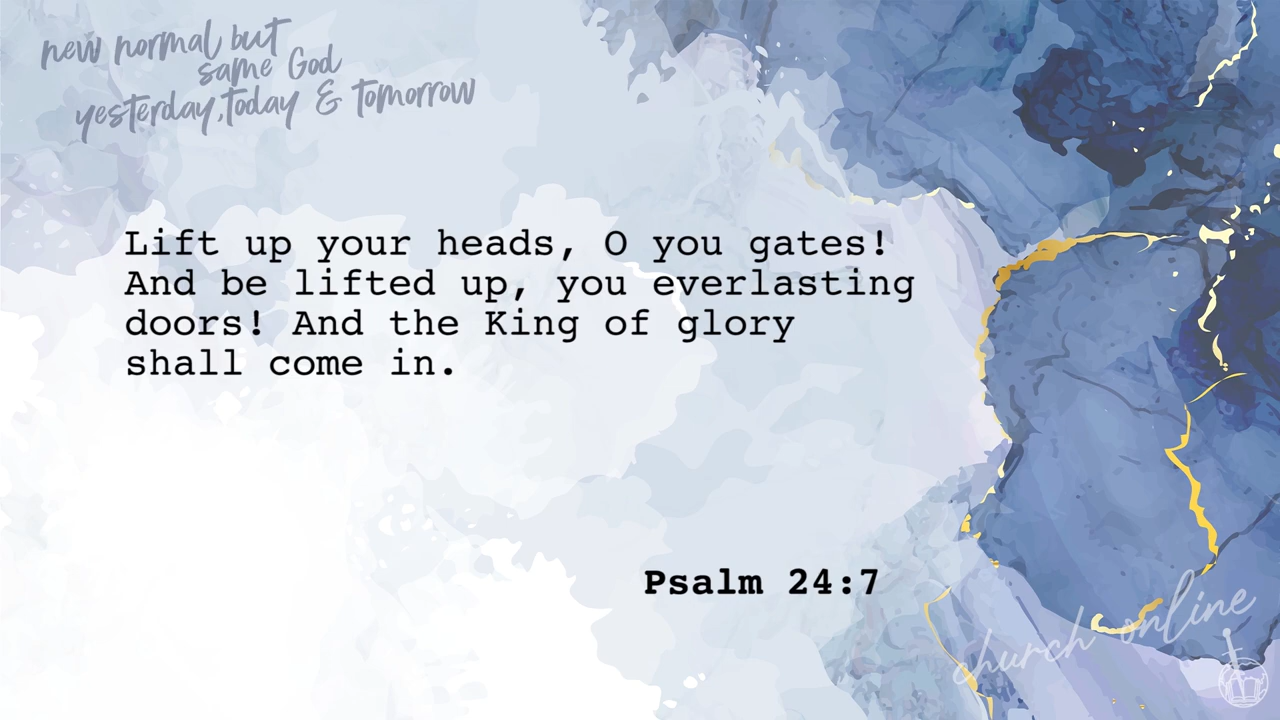 new normal but
same God
yesterday, today & tomorrow
Lift up your heads, O you gates!
And be lifted up, you everlasting
doors! And the King of glory
shall come in.
Psalm 24:7
church online